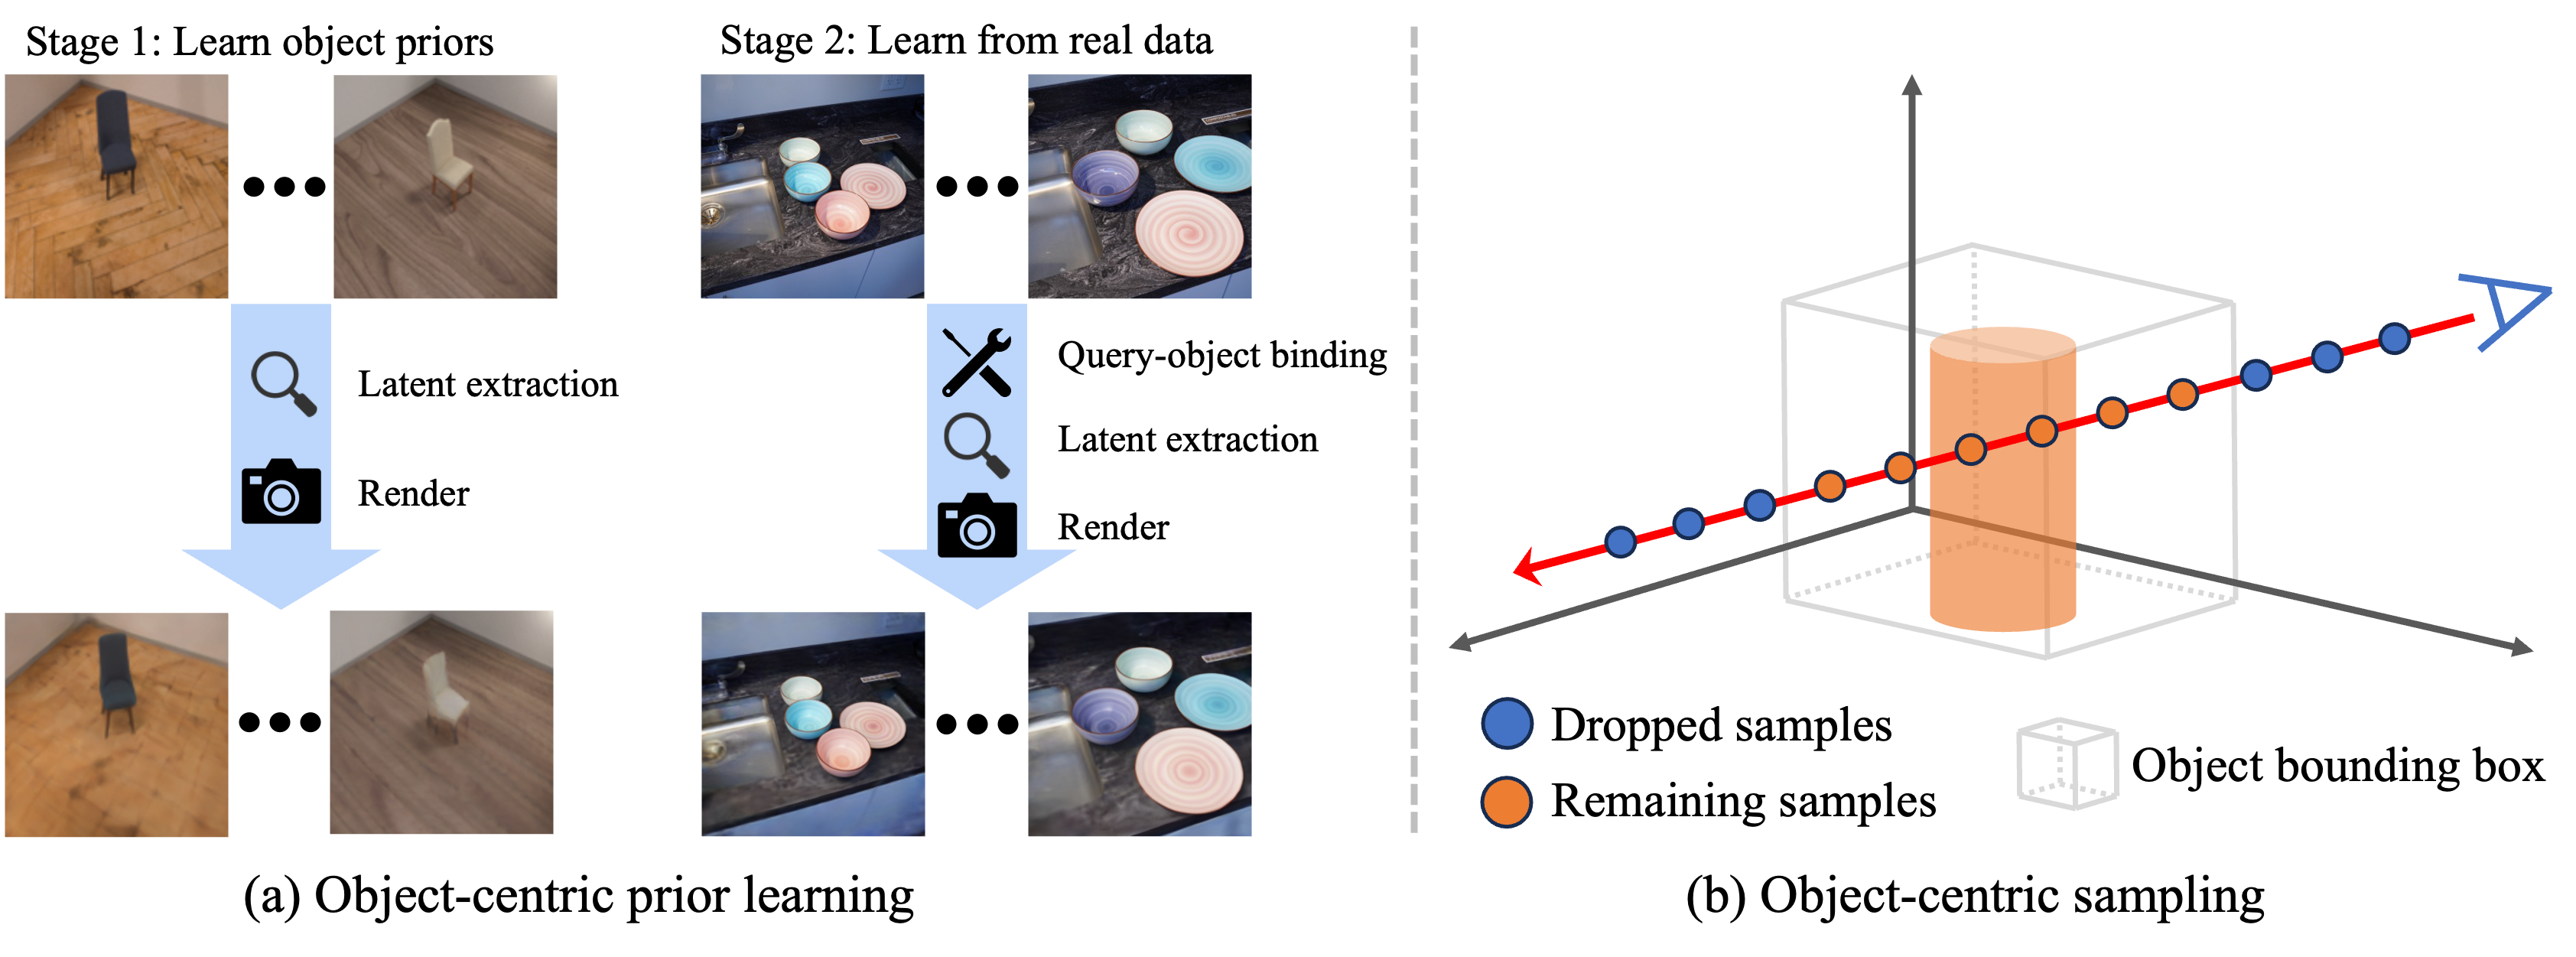 Stage 1: Learn object priors
Latent extraction
Render
Stage 2: Learn from real data
Query-object binding
Latent extraction
Render
(a) Object-centric prior learning
Dropped samples
Remaining samples
Object bounding box
(b) Object-centric sampling